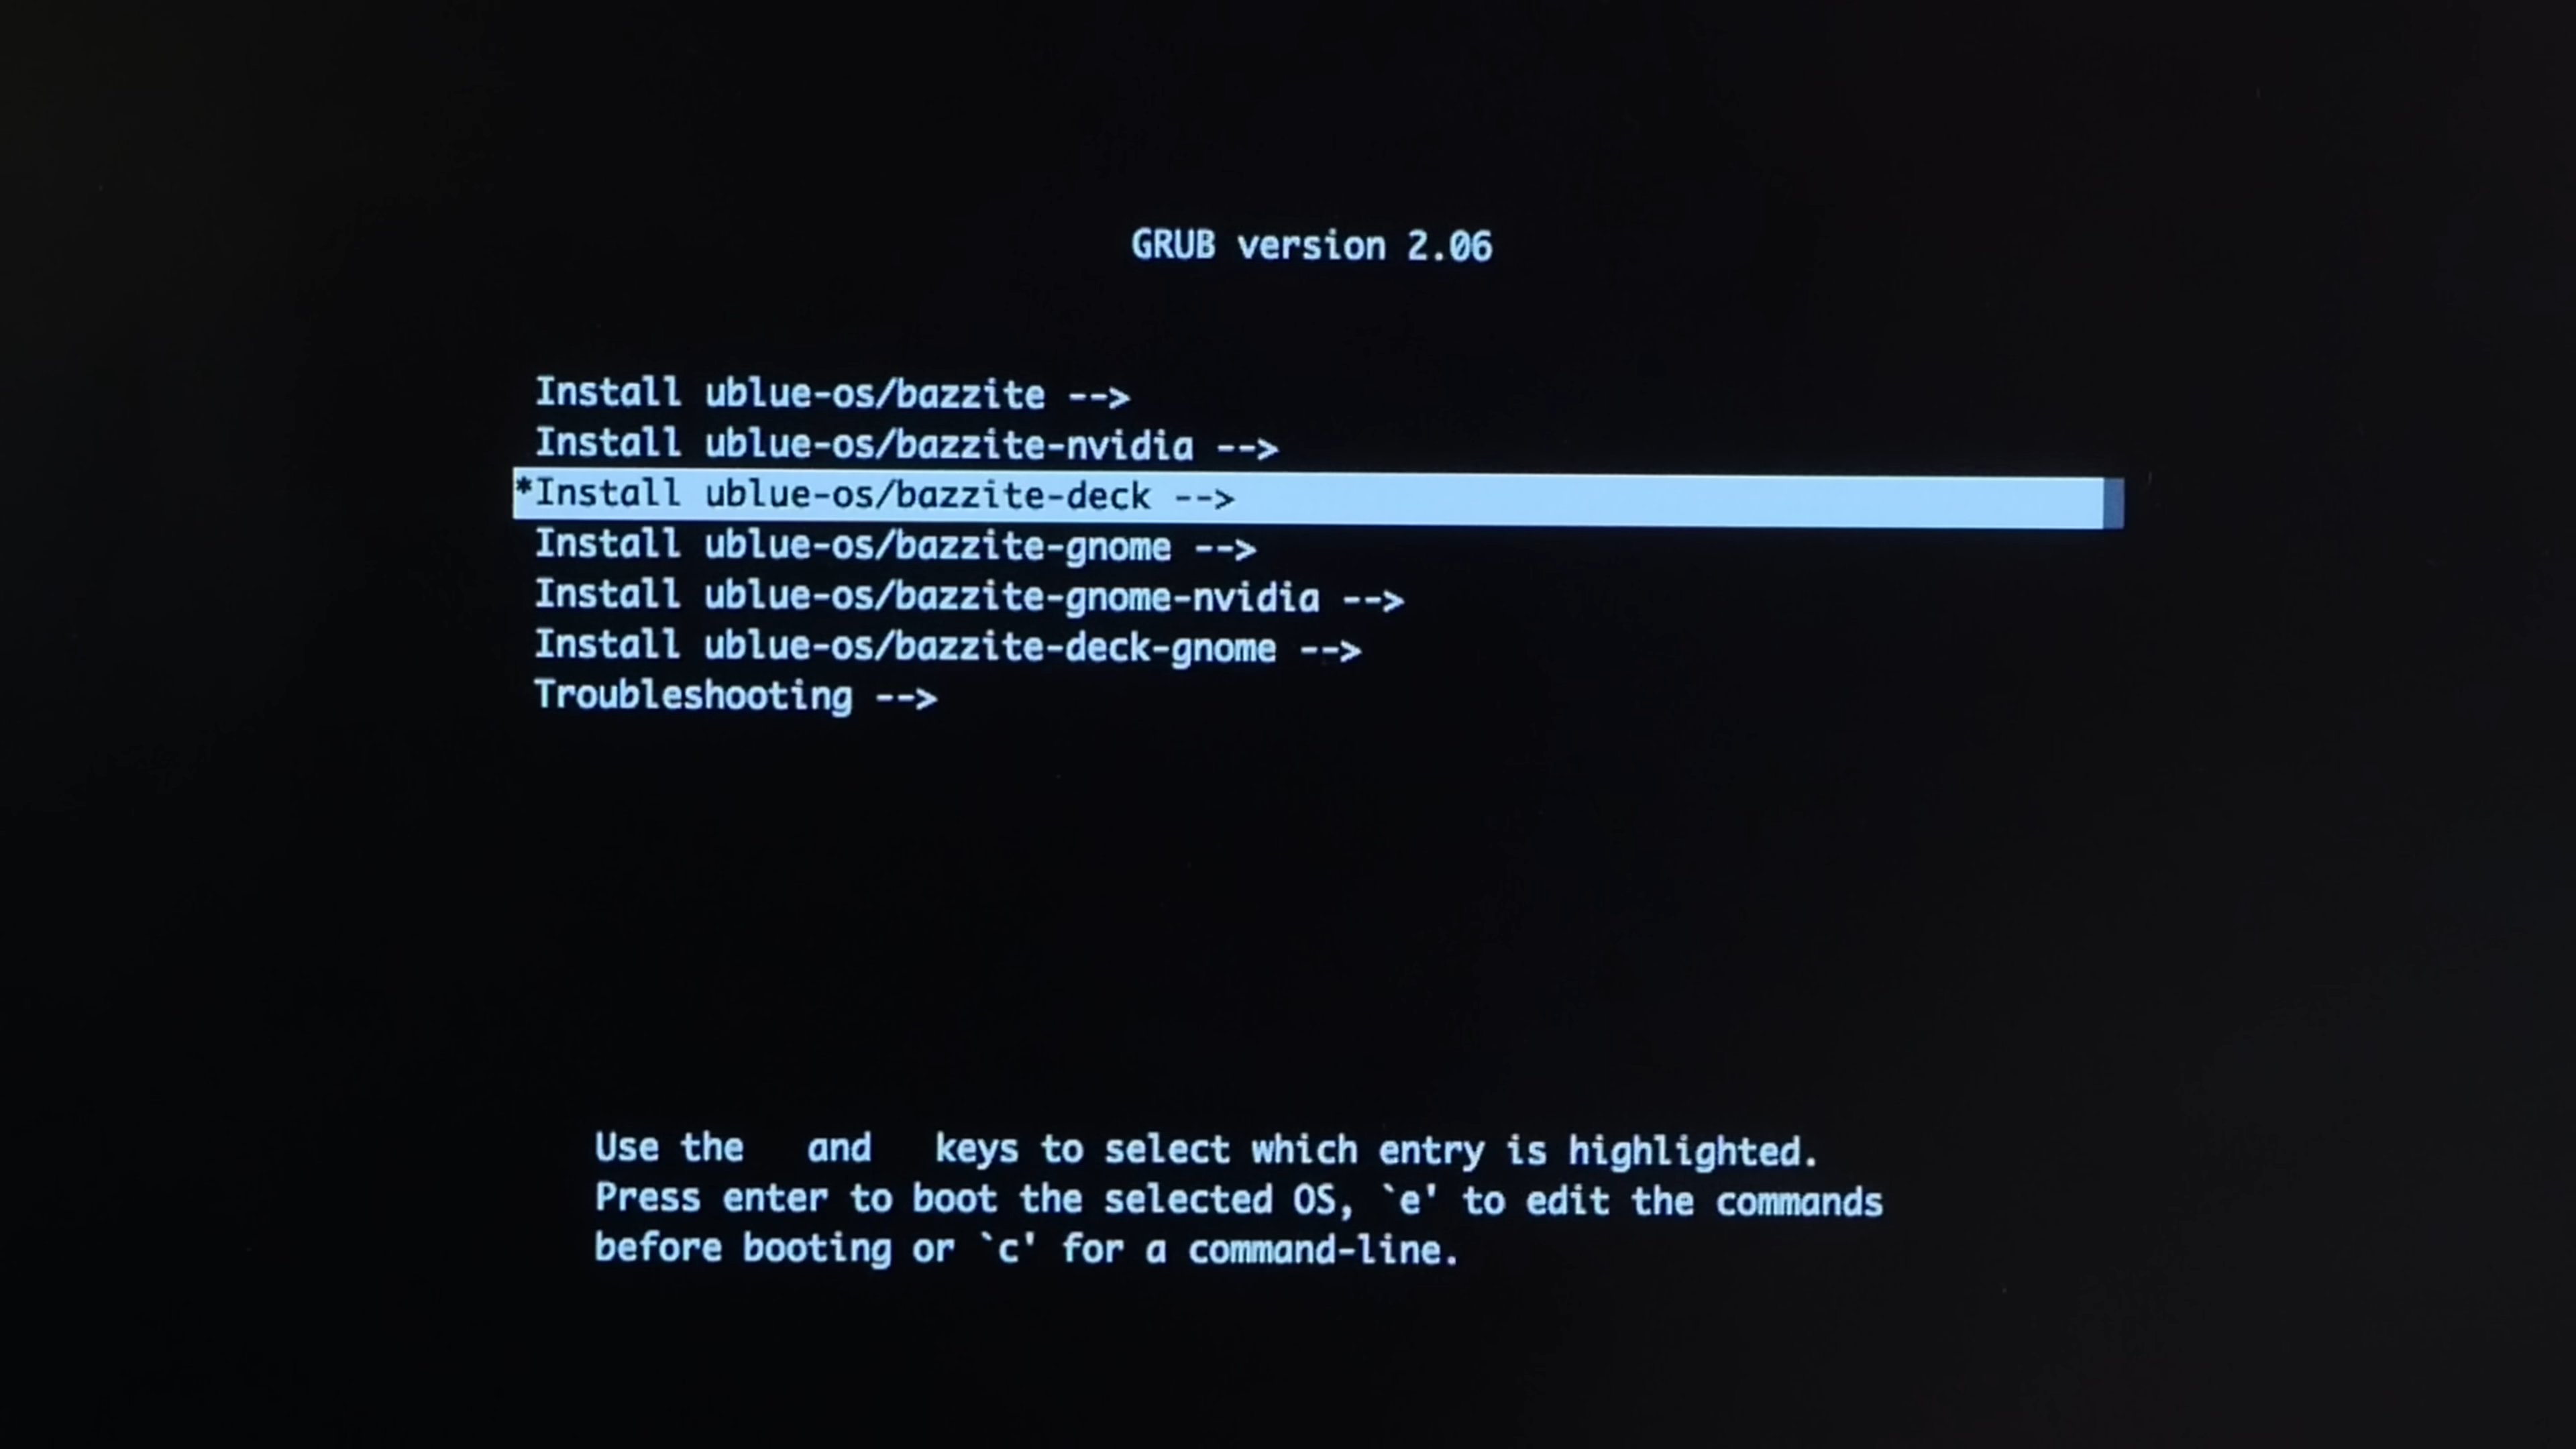 GRUB version 2.06
Install ublue-os/bazzite -->
Install ublue-os/bazzite-nvidia -->
*Install ublue-os/bazzite-deck -->
Install ublue-os/bazzite-gnome -->
Install ublue-os/bazzite-gnome-nvidia -->
Install ublue-os/bazzite-deck-gnome -->
Troubleshooting -->
Use the   and   keys to select which entry is highlighted.
Press enter to boot the selected OS, `e' to edit the commands
before booting or `c' for a command-line.